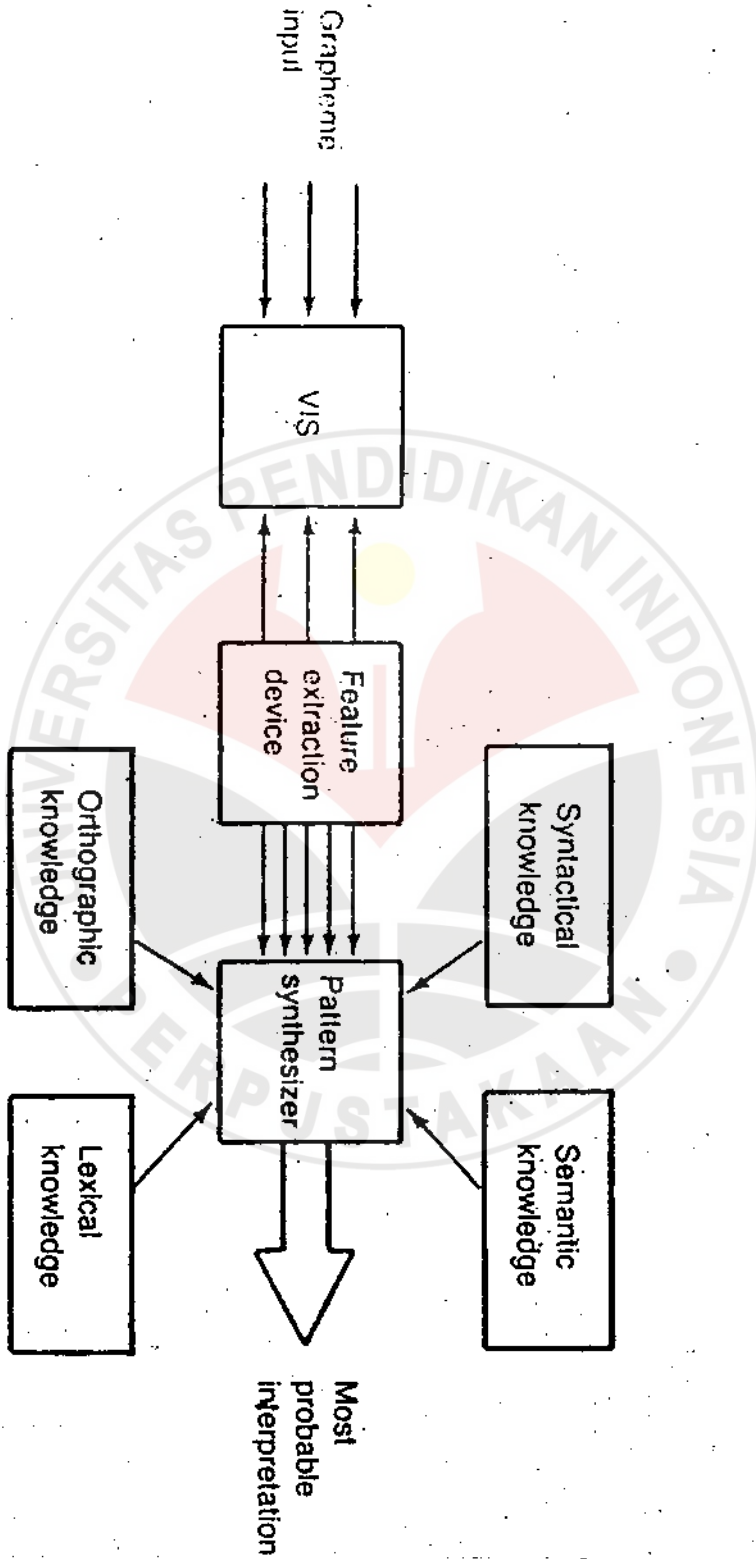 Grapheme
input
VIS
Feature
extraction
device
Syntactical
knowledge
Orthographic
knowledge
Pattern
synthesizer
Semantic
knowledge
Lexical
knowledge
Most
probable
interpretation
UNIVERSITAS PENDIDIKAN INDONESIA
PERPUSTAKAAN